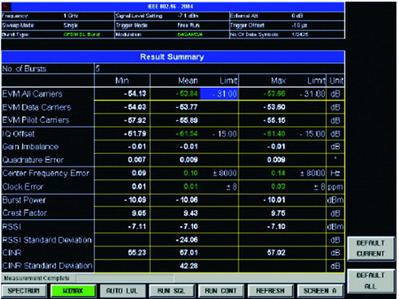 IEEE 802.16 - 2004
Frequency 1 GHz Signal Level Setting -7.1 dBm External Att 0 dB
Sweep Mode Single Trigger Mode Free Run Trigger Offset -10 µs
Burst Type OFDM DL Burst Modulation 64QAM3/4 No Of Data Symbols 1/2425
Result Summary
No. of Bursts 5
Min Mean Limit Max Limit Unit
EVM All Carriers -54.13 -53.84 -31.00 -53.66 -31.00 dB
EVM Data Carriers -54.03 -53.77 -53.60 dB
EVM Pilot Carriers -57.92 -55.89 -55.15 dB
IQ Offset -61.79 -61.54 -15.00 -61.40 -15.00 dB
Gain Imbalance -0.01 -0.01 -0.01 dB
Quadrature Error 0.007 0.009 0.009 °
Center Frequency Error 0.09 0.10 ± 8000 0.14 ± 8000 Hz
Clock Error 0.01 0.01 ± 8 0.03 ± 8 ppm
Burst Power -10.09 -10.06 -10.01 dBm
Crest Factor 9.05 9.43 9.75 dB
RSSI -7.11 -7.10 -7.10 dBm
RSSI Standard Deviation -24.06 dB
CINR 55.23 57.01 57.02 dB
CINR Standard Deviation 42.28 dB
Measurement Complete
DEFAULT
CURRENT
DEFAULT
ALL
SPECTRUM WIMAX AUTO LVL RUN SGL RUN CONT REFRESH SCREEN A